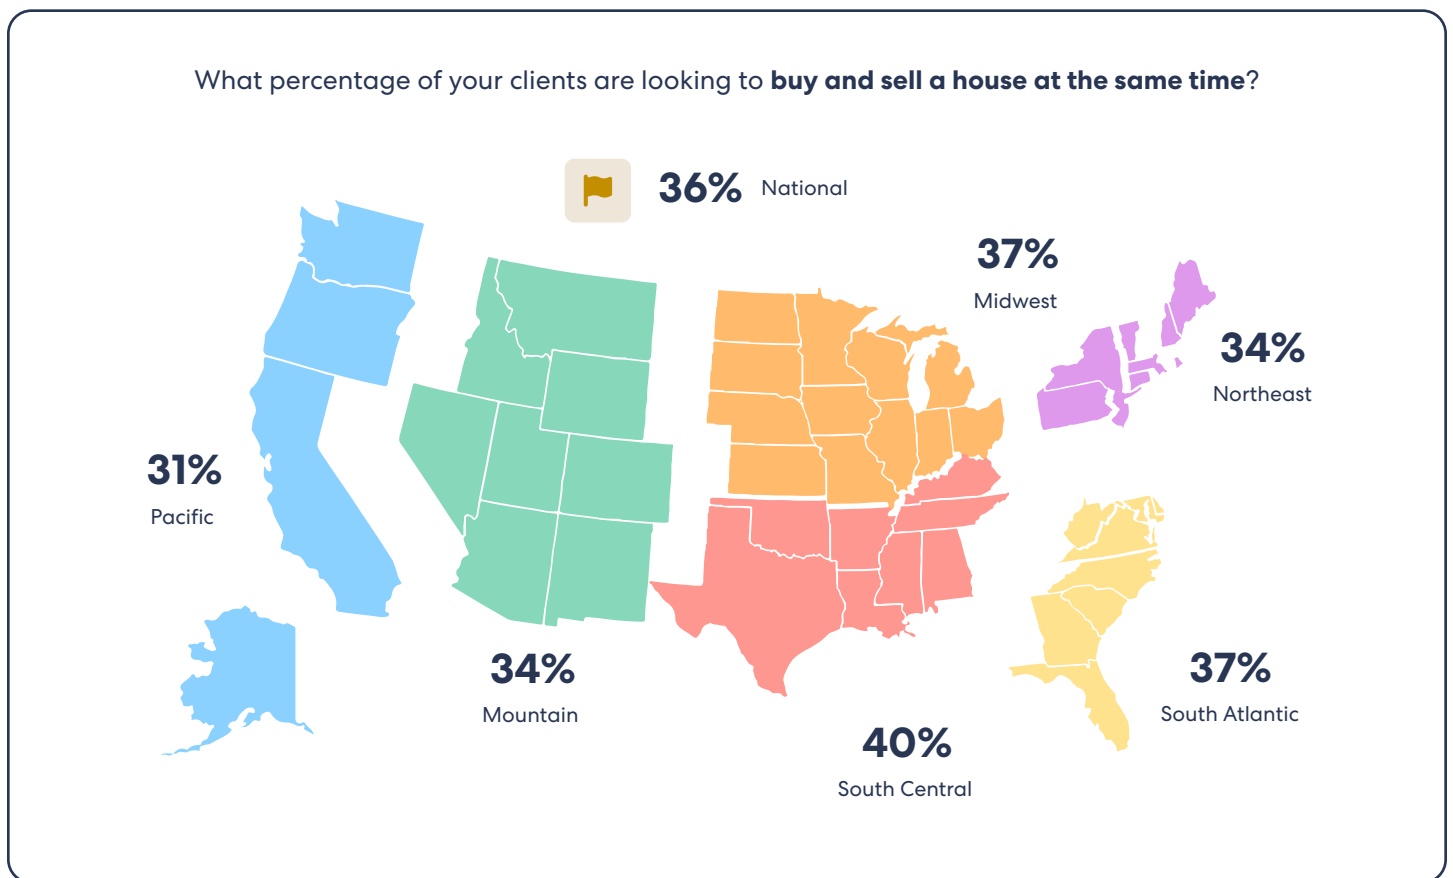 What percentage of your clients are looking to buy and sell a house at the same time?
36% National
37%
Midwest
34%
Northeast
31%
Pacific
34%
Mountain
37%
South Atlantic
40%
South Central